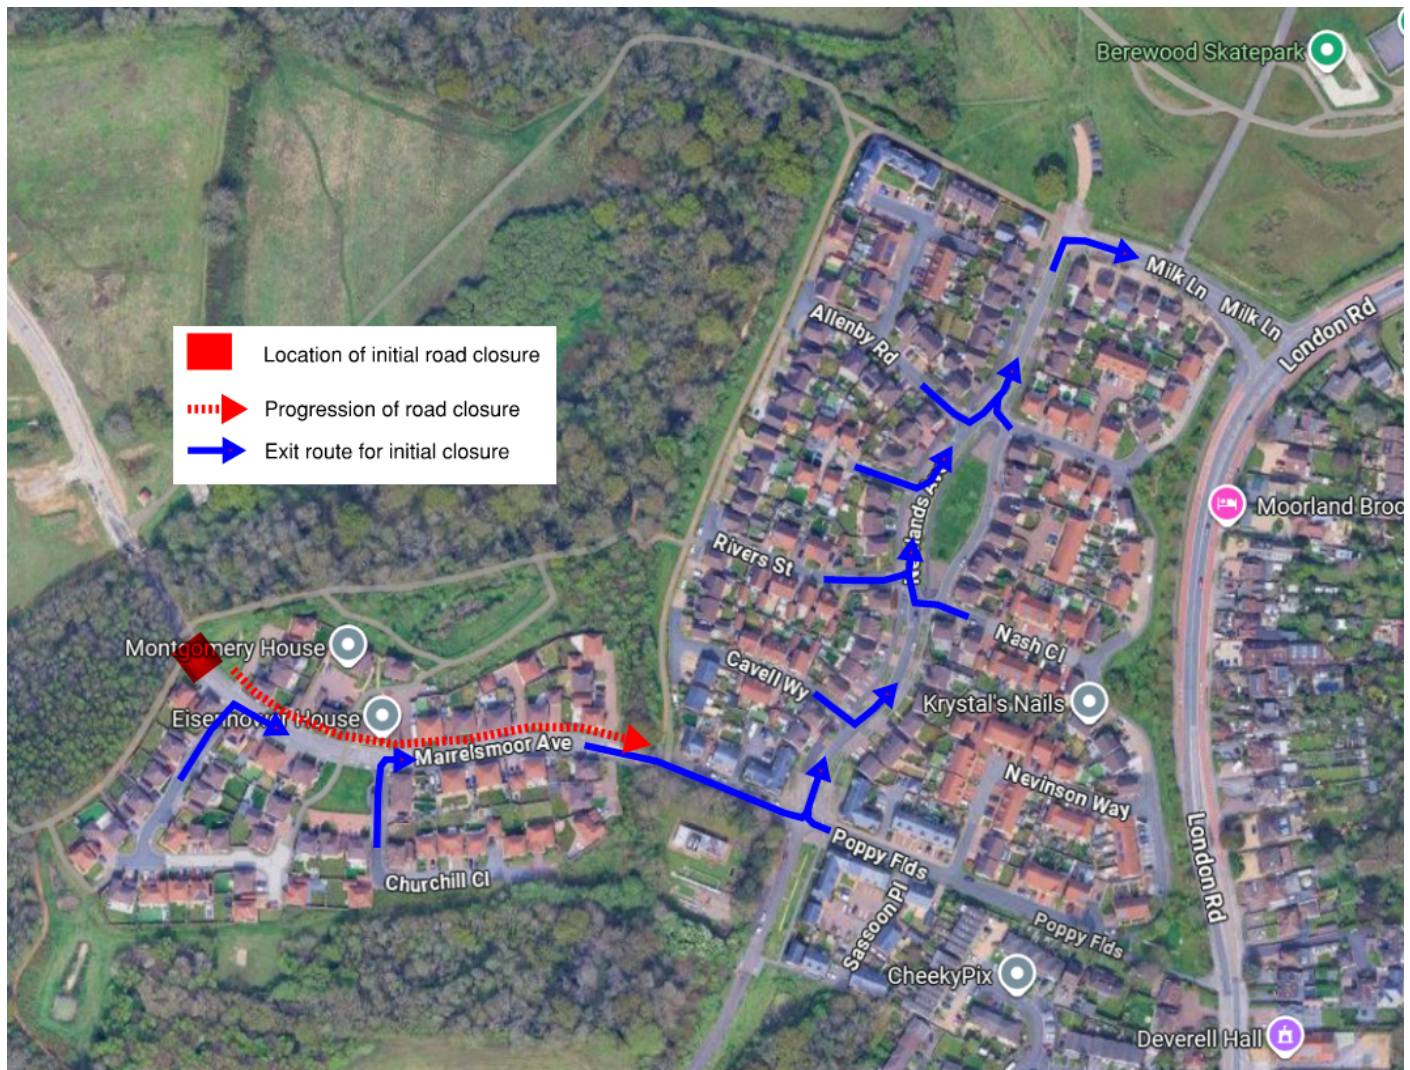 Berewood Skatepark
Milk Ln
Milk Ln
London Rd
Allenby Rd
Location of initial road closure
Progression of road closure
Exit route for initial closure
Moorland Broo
Rivers St
Nash Cl
Montgomery House
Cavell Wy
Krystal's Nails
Eisenhower House
Marrelsmoor Ave
Nevinson Way
London Rd
Poppy Flds
Churchill Cl
Sassoon Pl
Poppy Flds
CheekyPix
Deverell Hall